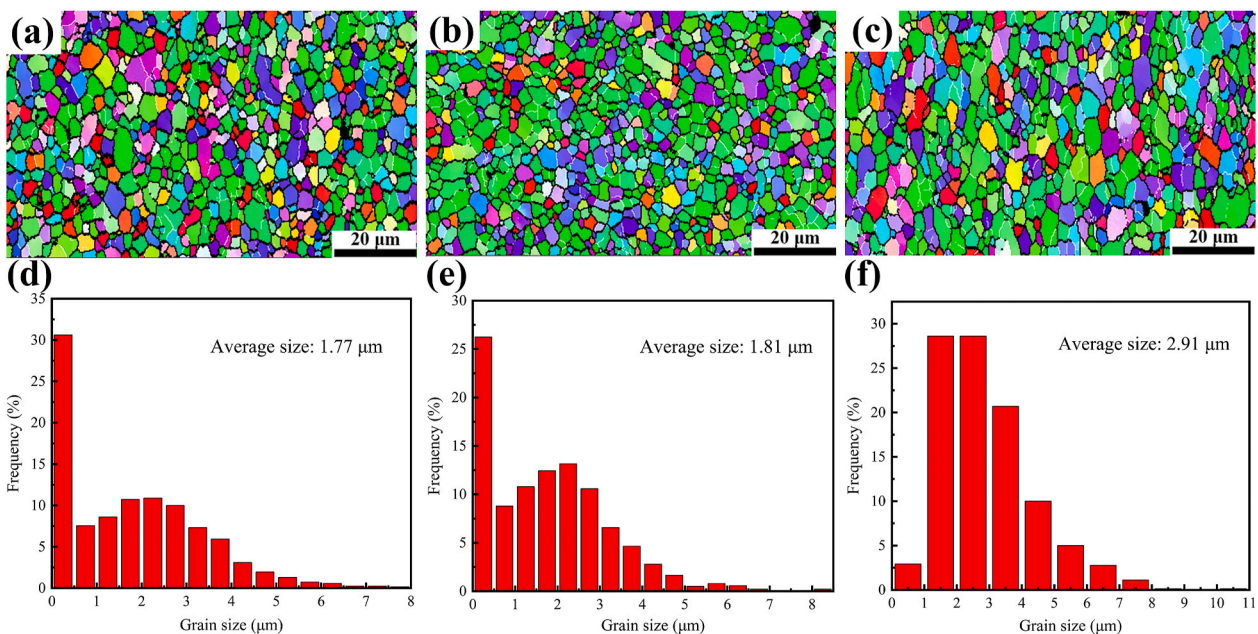 (a)
(b)
(c)
20 μm
20 μm
20 μm
(d)
(e)
(f)
35
30
25
20
15
10
5
0
Frequency (%)
Average size: 1.77 μm
0 1 2 3 4 5 6 7 8
Grain size (μm)
30
25
20
15
10
5
0
Frequency (%)
Average size: 1.81 μm
0 1 2 3 4 5 6 7 8
Grain size (μm)
30
25
20
15
10
5
0
Frequency (%)
Average size: 2.91 μm
0 1 2 3 4 5 6 7 8 9 10 11
Grain size (μm)